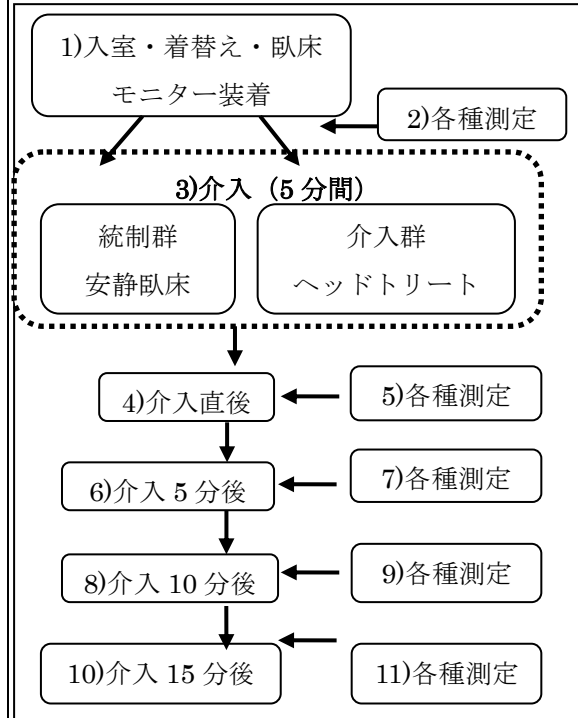 1)入室・着替え・臥床
モニター装着
2)各種測定
3)介入（5 分間）
統制群
安静臥床
介入群
ヘッドトリート
4)介入直後
5)各種測定
6)介入 5 分後
7)各種測定
8)介入 10 分後
9)各種測定
10)介入 15 分後
11)各種測定